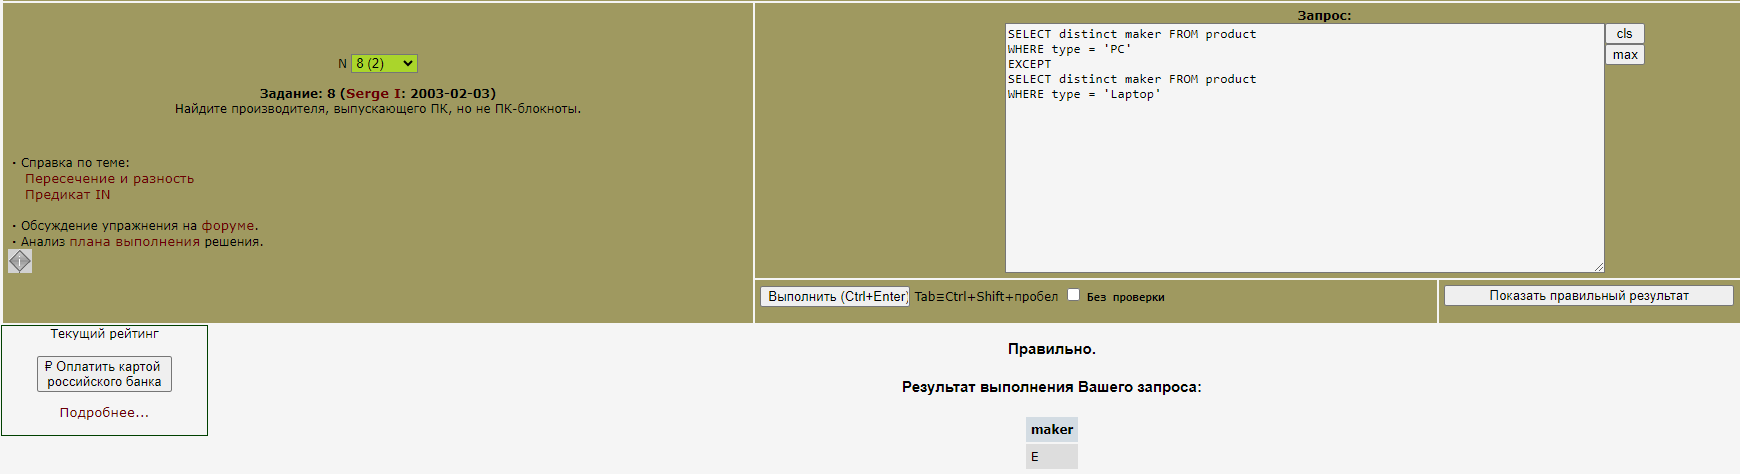 N 8 (2)
Задание: 8 (Serge I: 2003-02-03)
Найдите производителя, выпускающего ПК, но не ПК-блокноты.
· Справка по теме:
Пересечение и разность
Предикат IN
· Обсуждение упражнения на форуме.
· Анализ плана выполнения решения.
Запрос:
SELECT distinct maker FROM product
WHERE type = 'PC'
EXCEPT
SELECT distinct maker FROM product
WHERE type = 'Laptop'
cls
max
Выполнить (Ctrl+Enter) Tab≡Ctrl+Shift+пробел Без проверки
Показать правильный результат
Текущий рейтинг
₽ Оплатить картой
российского банка
Подробнее...
Правильно.
Результат выполнения Вашего запроса:
maker
E